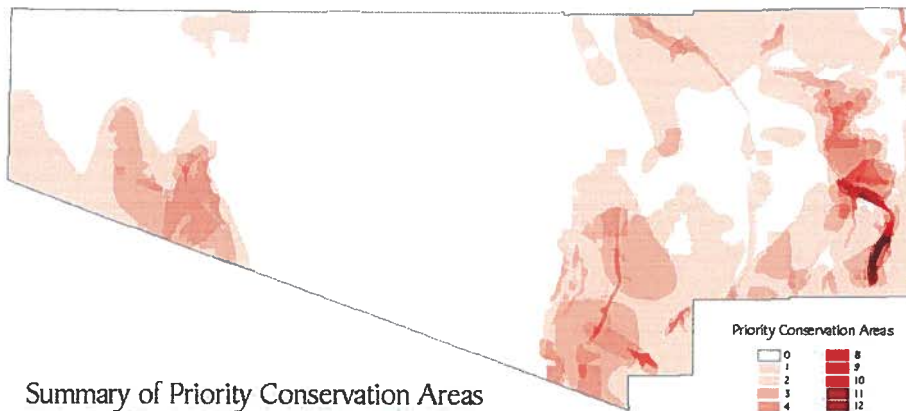 Priority Conservation Areas
0 8
1 9
2 10
3 11
4 12
Summary of Priority Conservation Areas